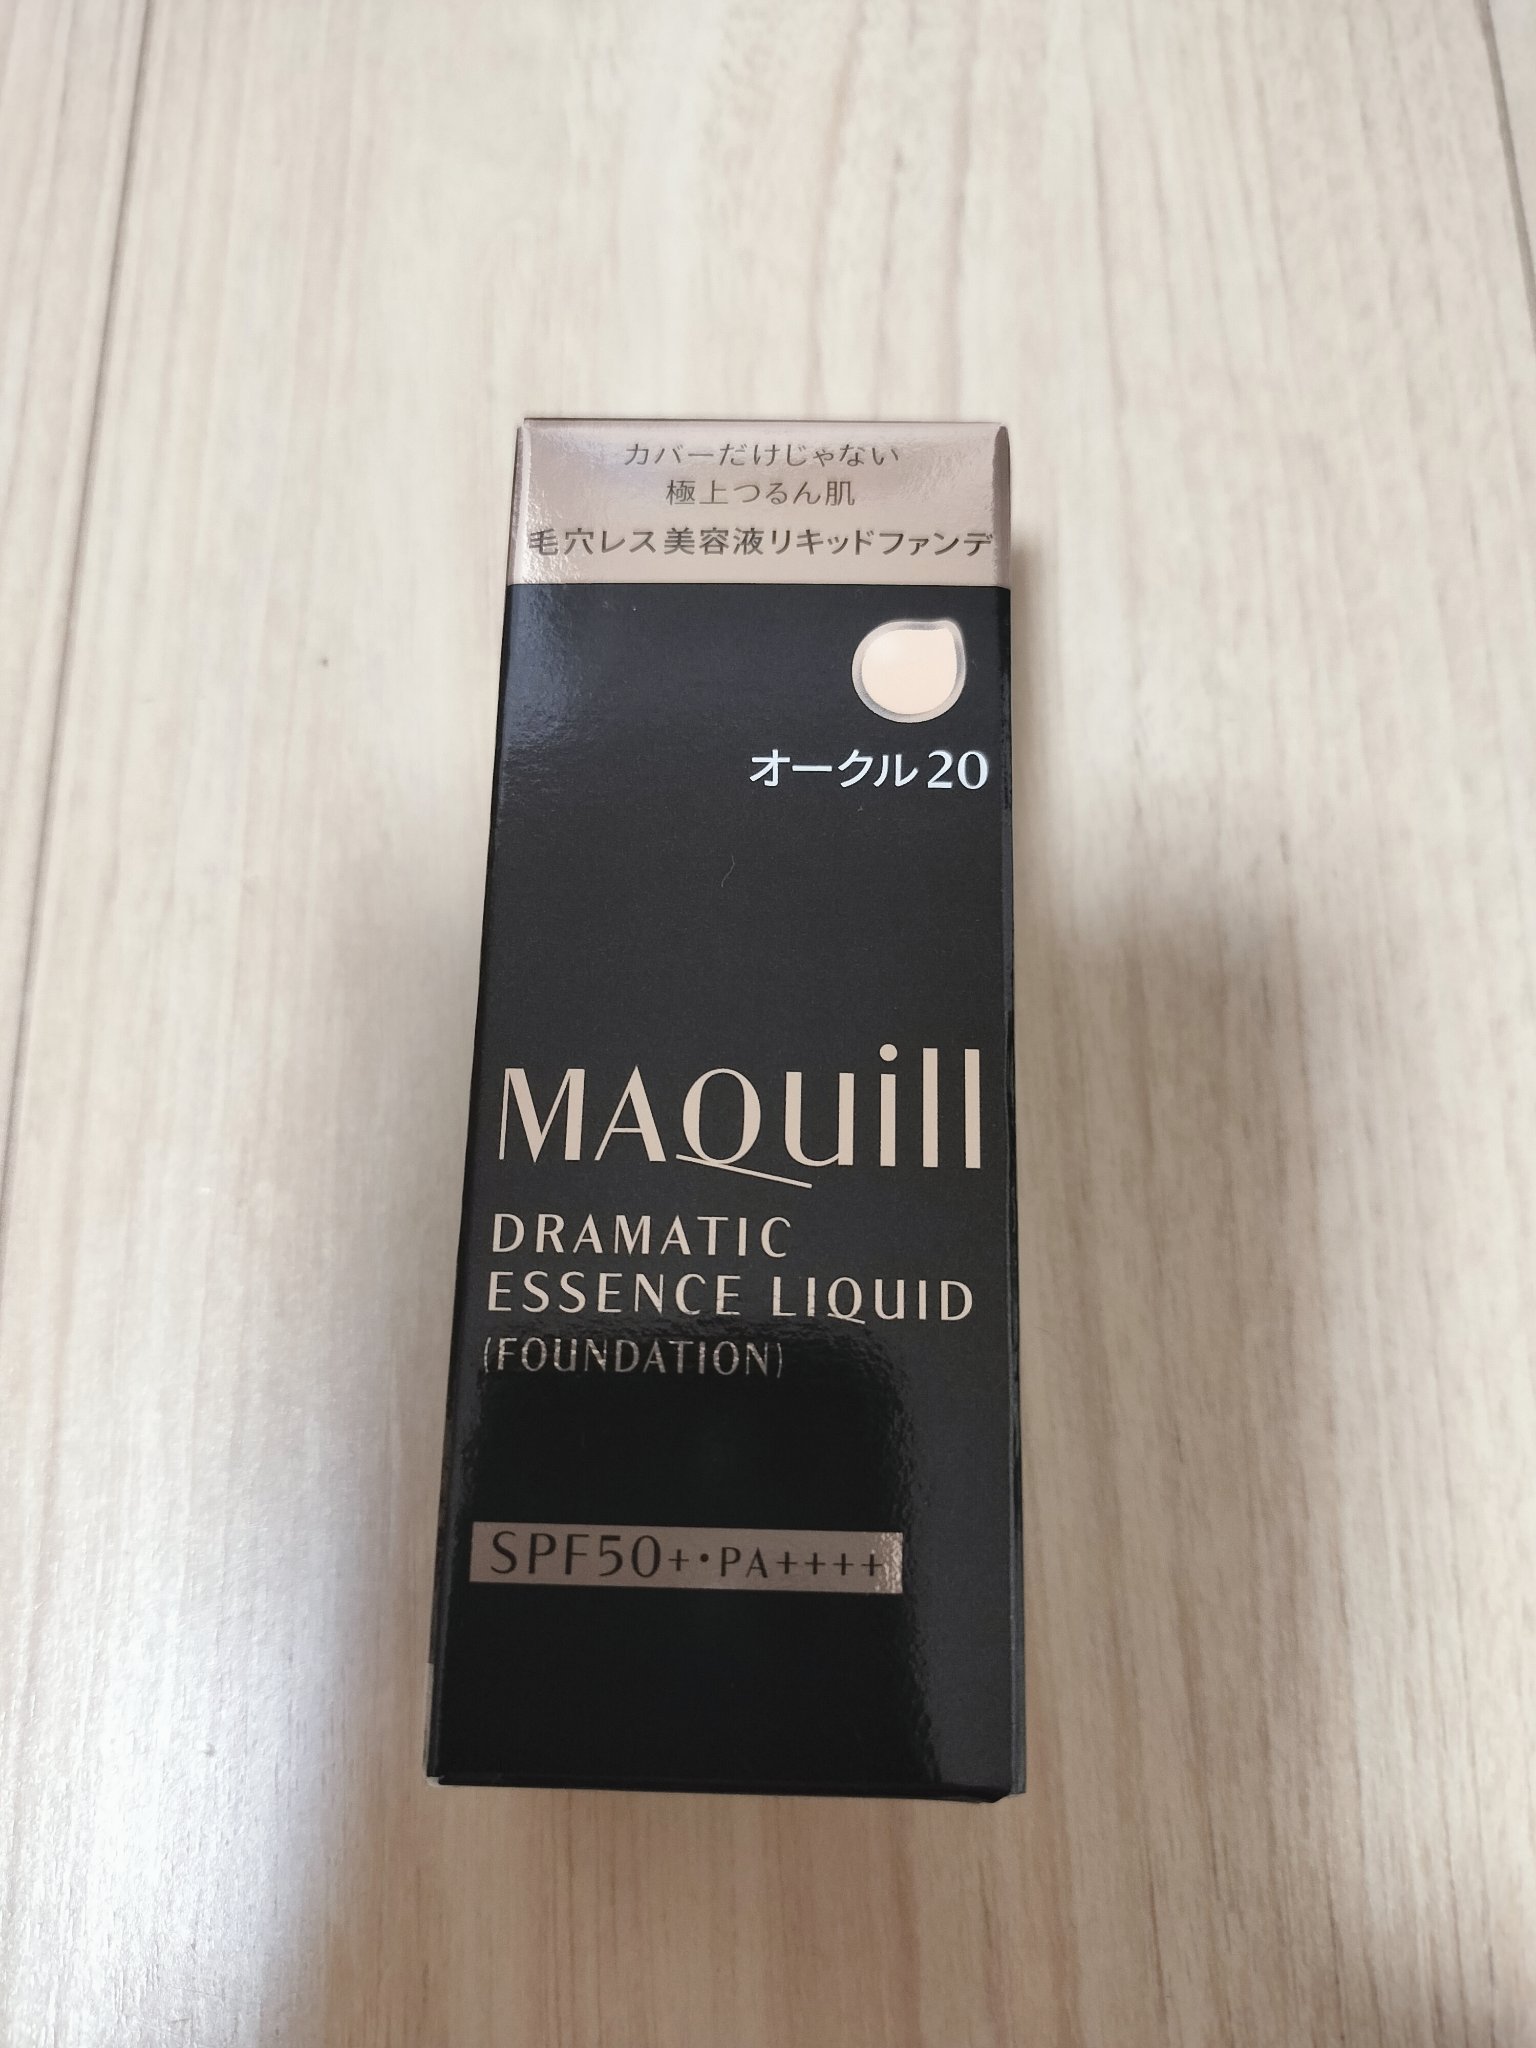 カバーだけじゃない
極上つるん肌
毛穴レス美容液リキッドファンデ
オークル20
MAQuill
DRAMATIC
ESSENCE LIQUID
(FOUNDATION)
SPF50+・PA++++